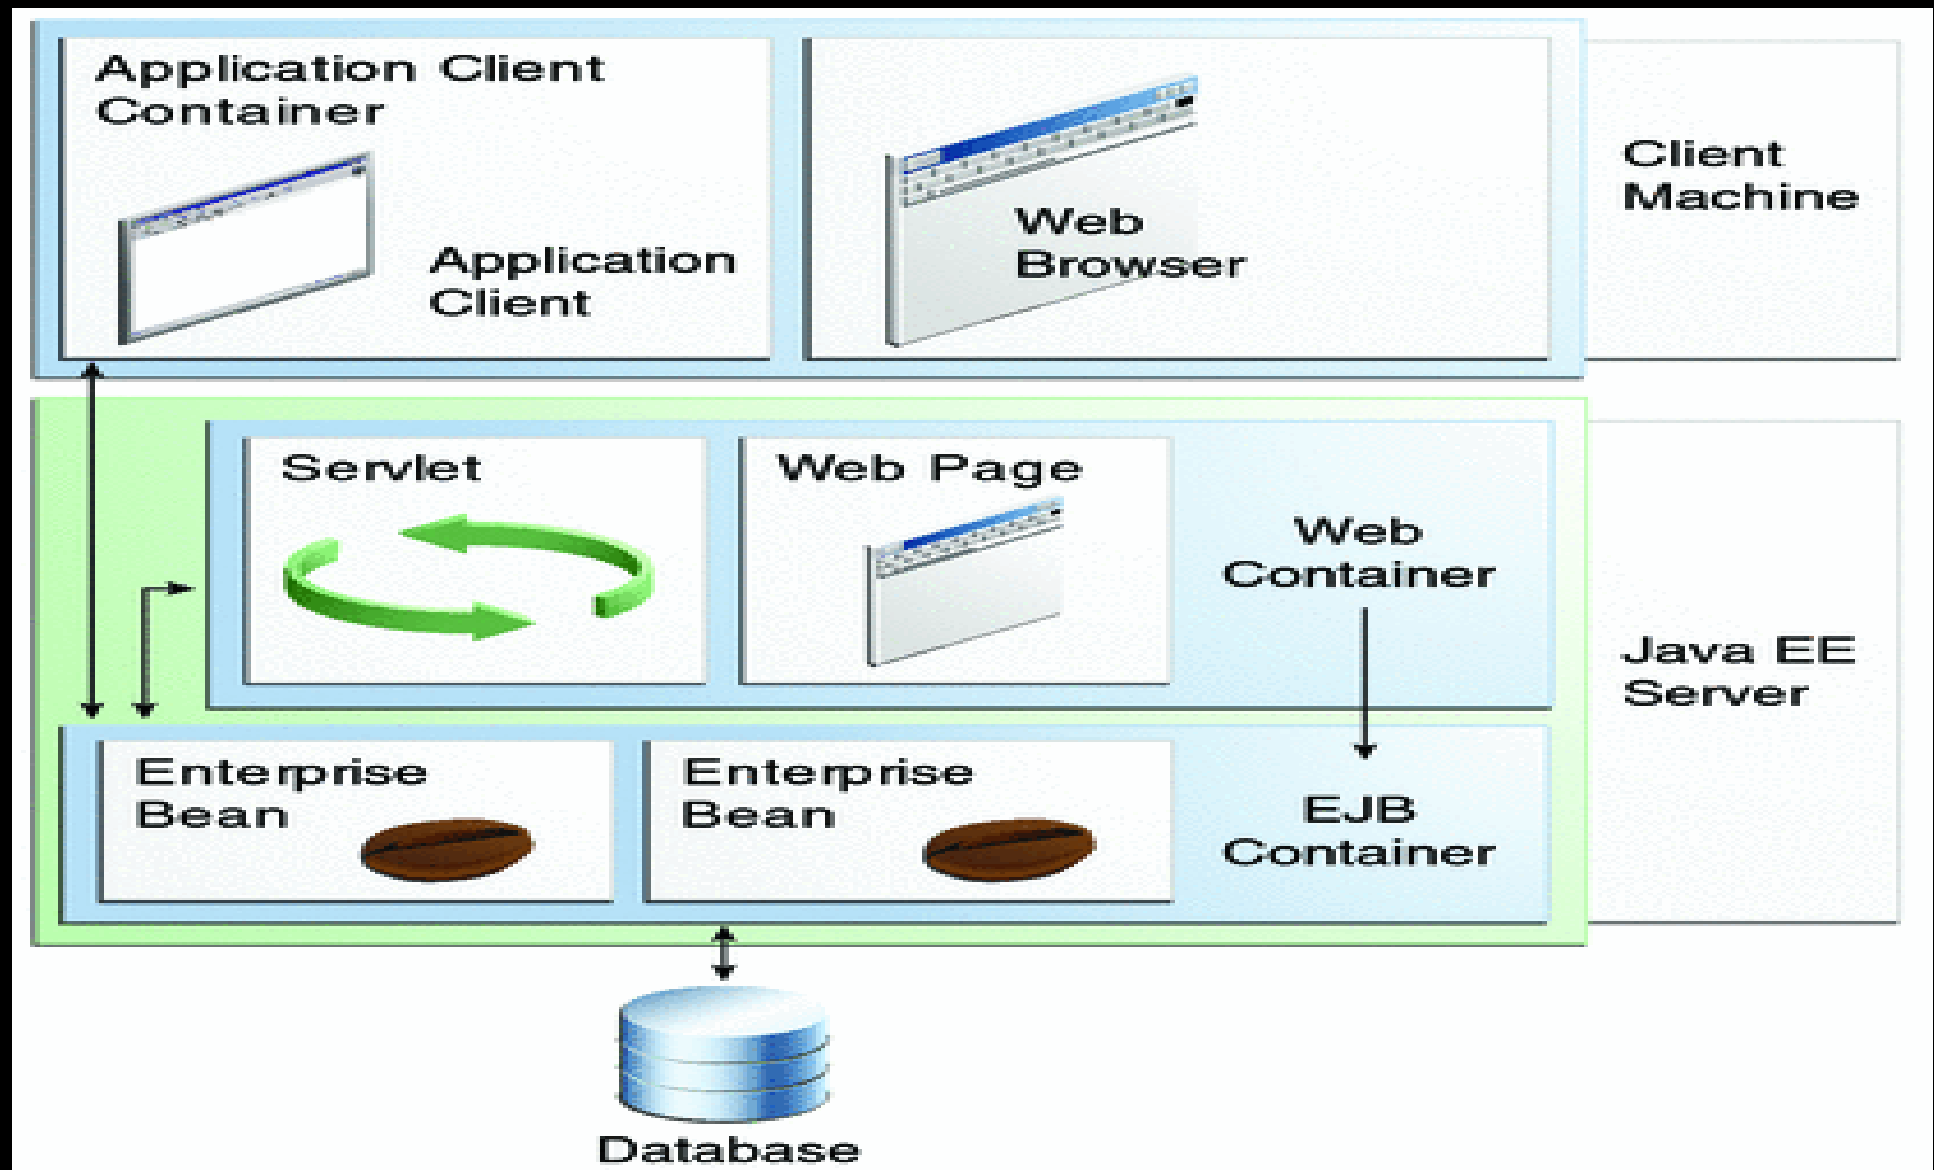 Application Client
Container
Application
Client
Web
Browser
Client
Machine
Servlet
Web Page
Web
Container
Java EE
Server
Enterprise
Bean
Enterprise
Bean
EJB
Container
Database